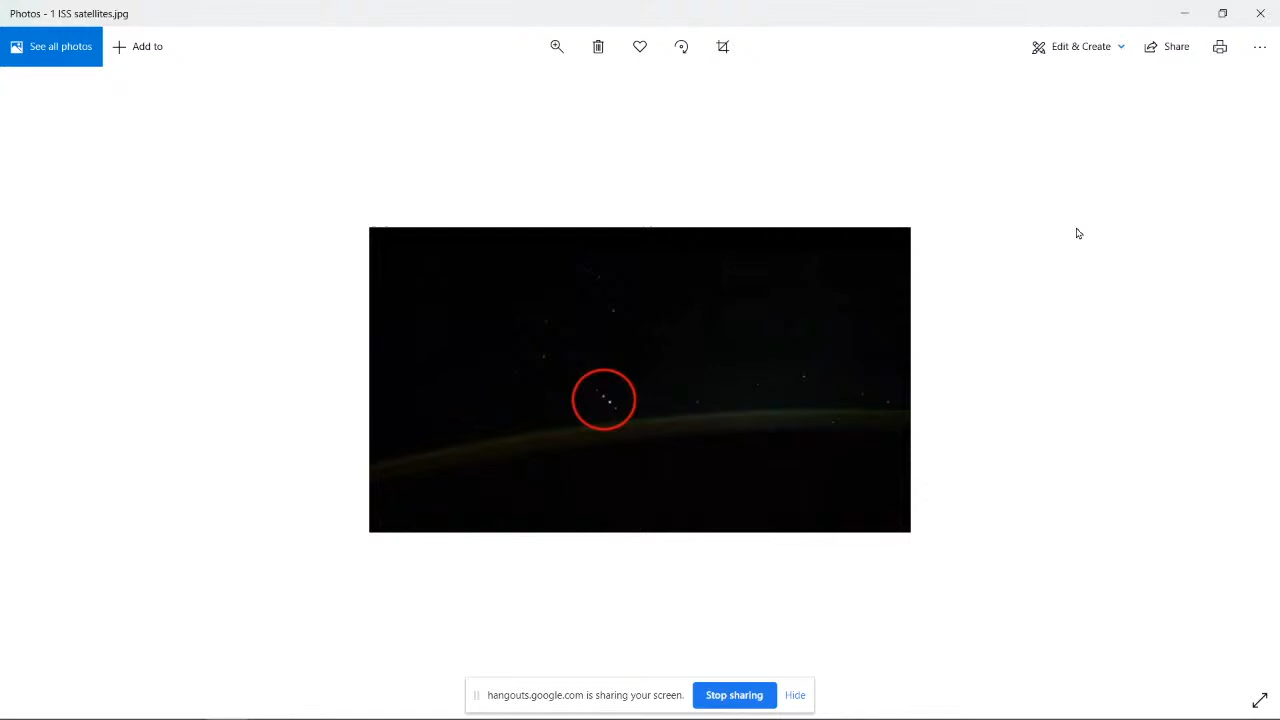 Photos - 1 ISS satellites.jpg
See all photos
Add to
Edit & Create
Share
hangouts.google.com is sharing your screen.
Stop sharing
Hide